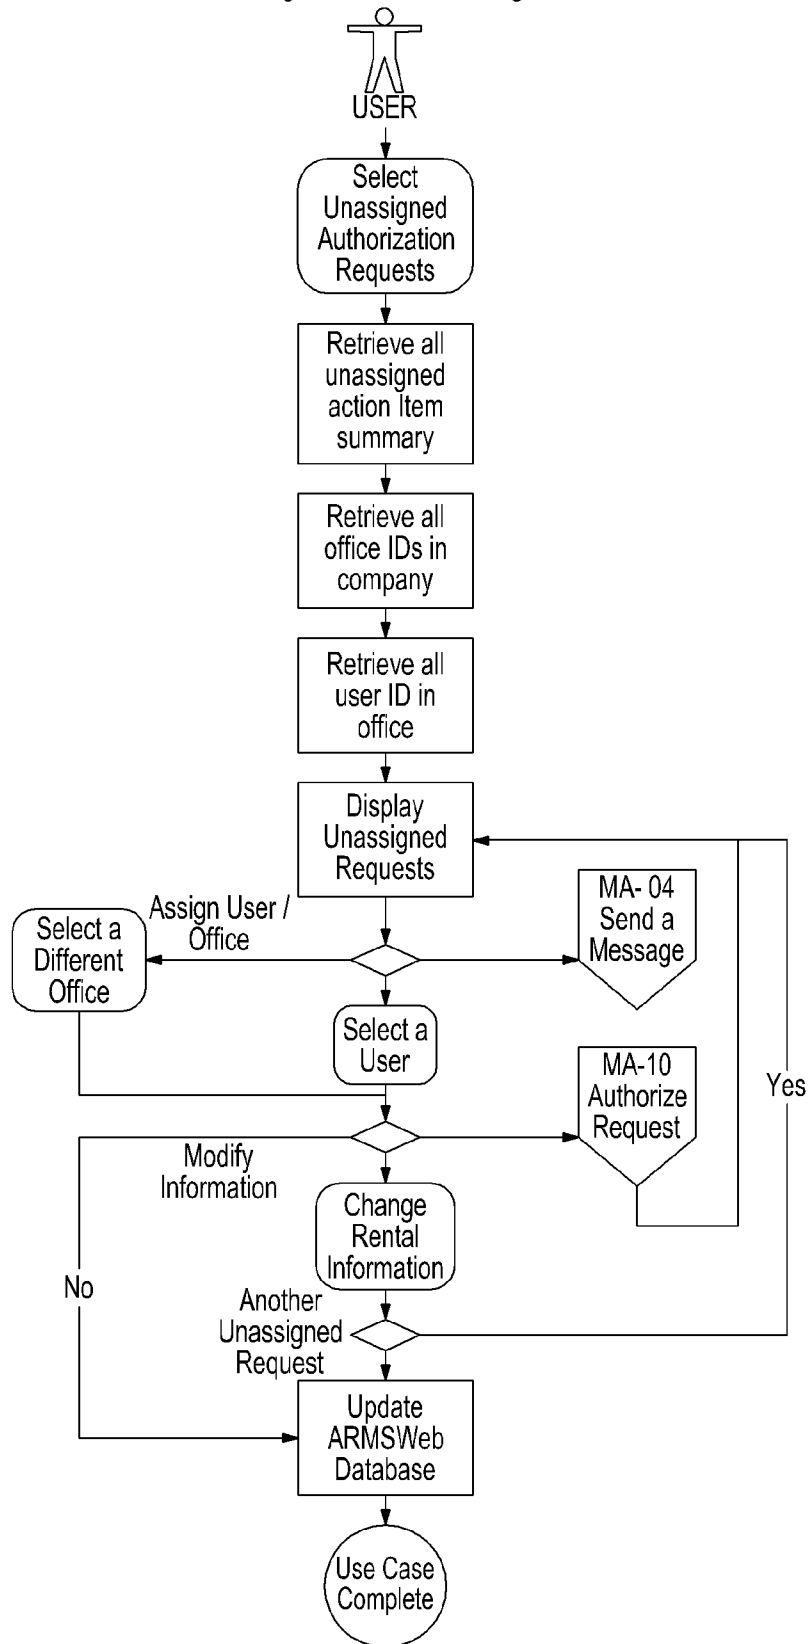 USER
Select
Unassigned
Authorization
Requests
Retrieve all
unassigned
action Item
summary
Retrieve all
office IDs in
company
Retrieve all
user ID in
office
Display
Unassigned
Requests
Assign User /
Office
Select a
Different
Office
MA- 04
Send a
Message
Select a
User
MA-10
Authorize
Request
Yes
Modify
Information
Change
Rental
Information
No
Another
Unassigned
Request
Update
ARMSWeb
Database
Use Case
Complete